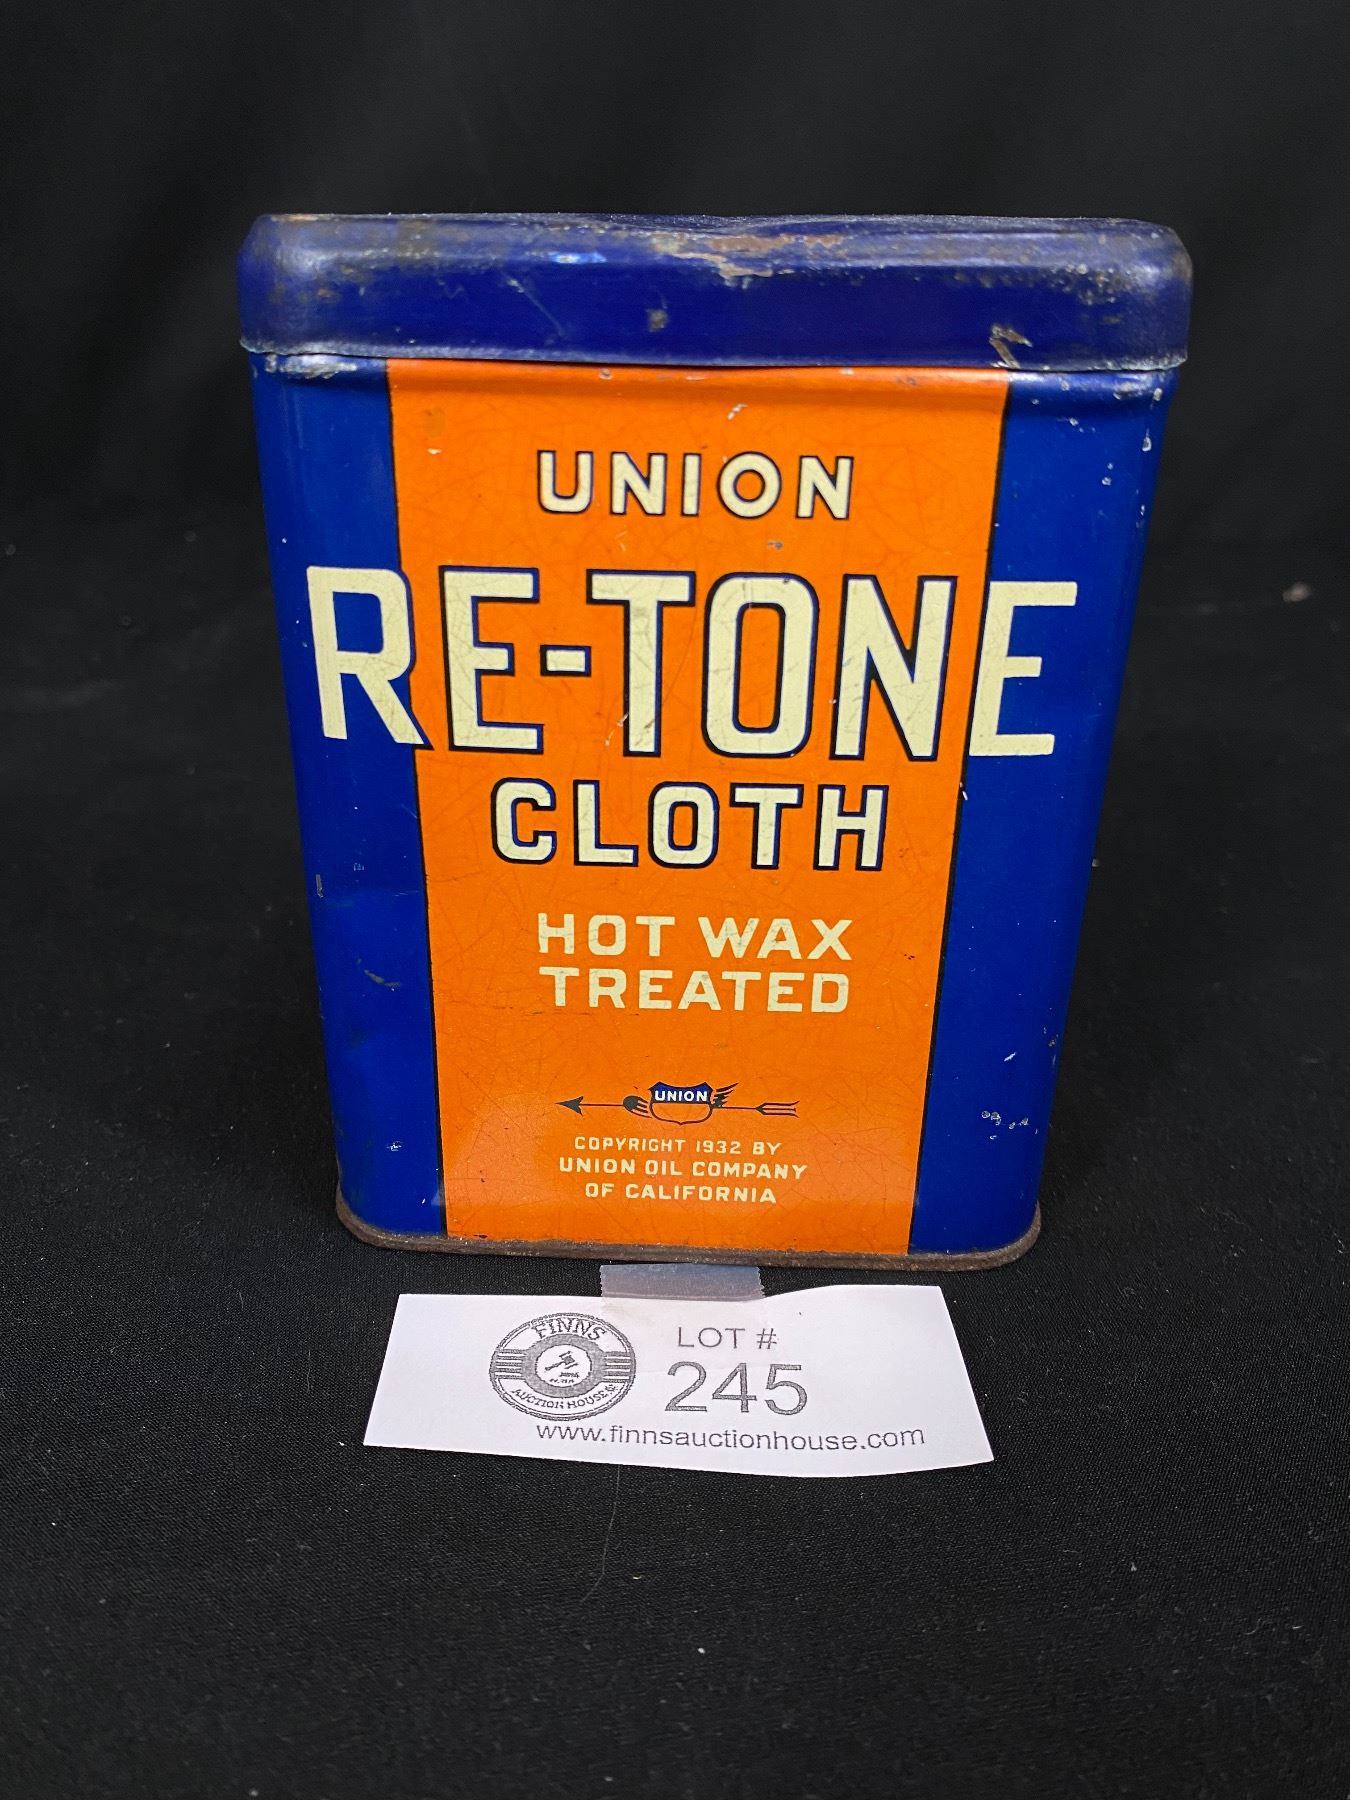 UNION
RE-TONE
CLOTH
HOT WAX
TREATED
UNION
COPYRIGHT 1932 BY
UNION OIL COMPANY
OF CALIFORNIA
FINNS
AUCTION HOUSE
LOT #
245
www.finnsauctionhouse.com